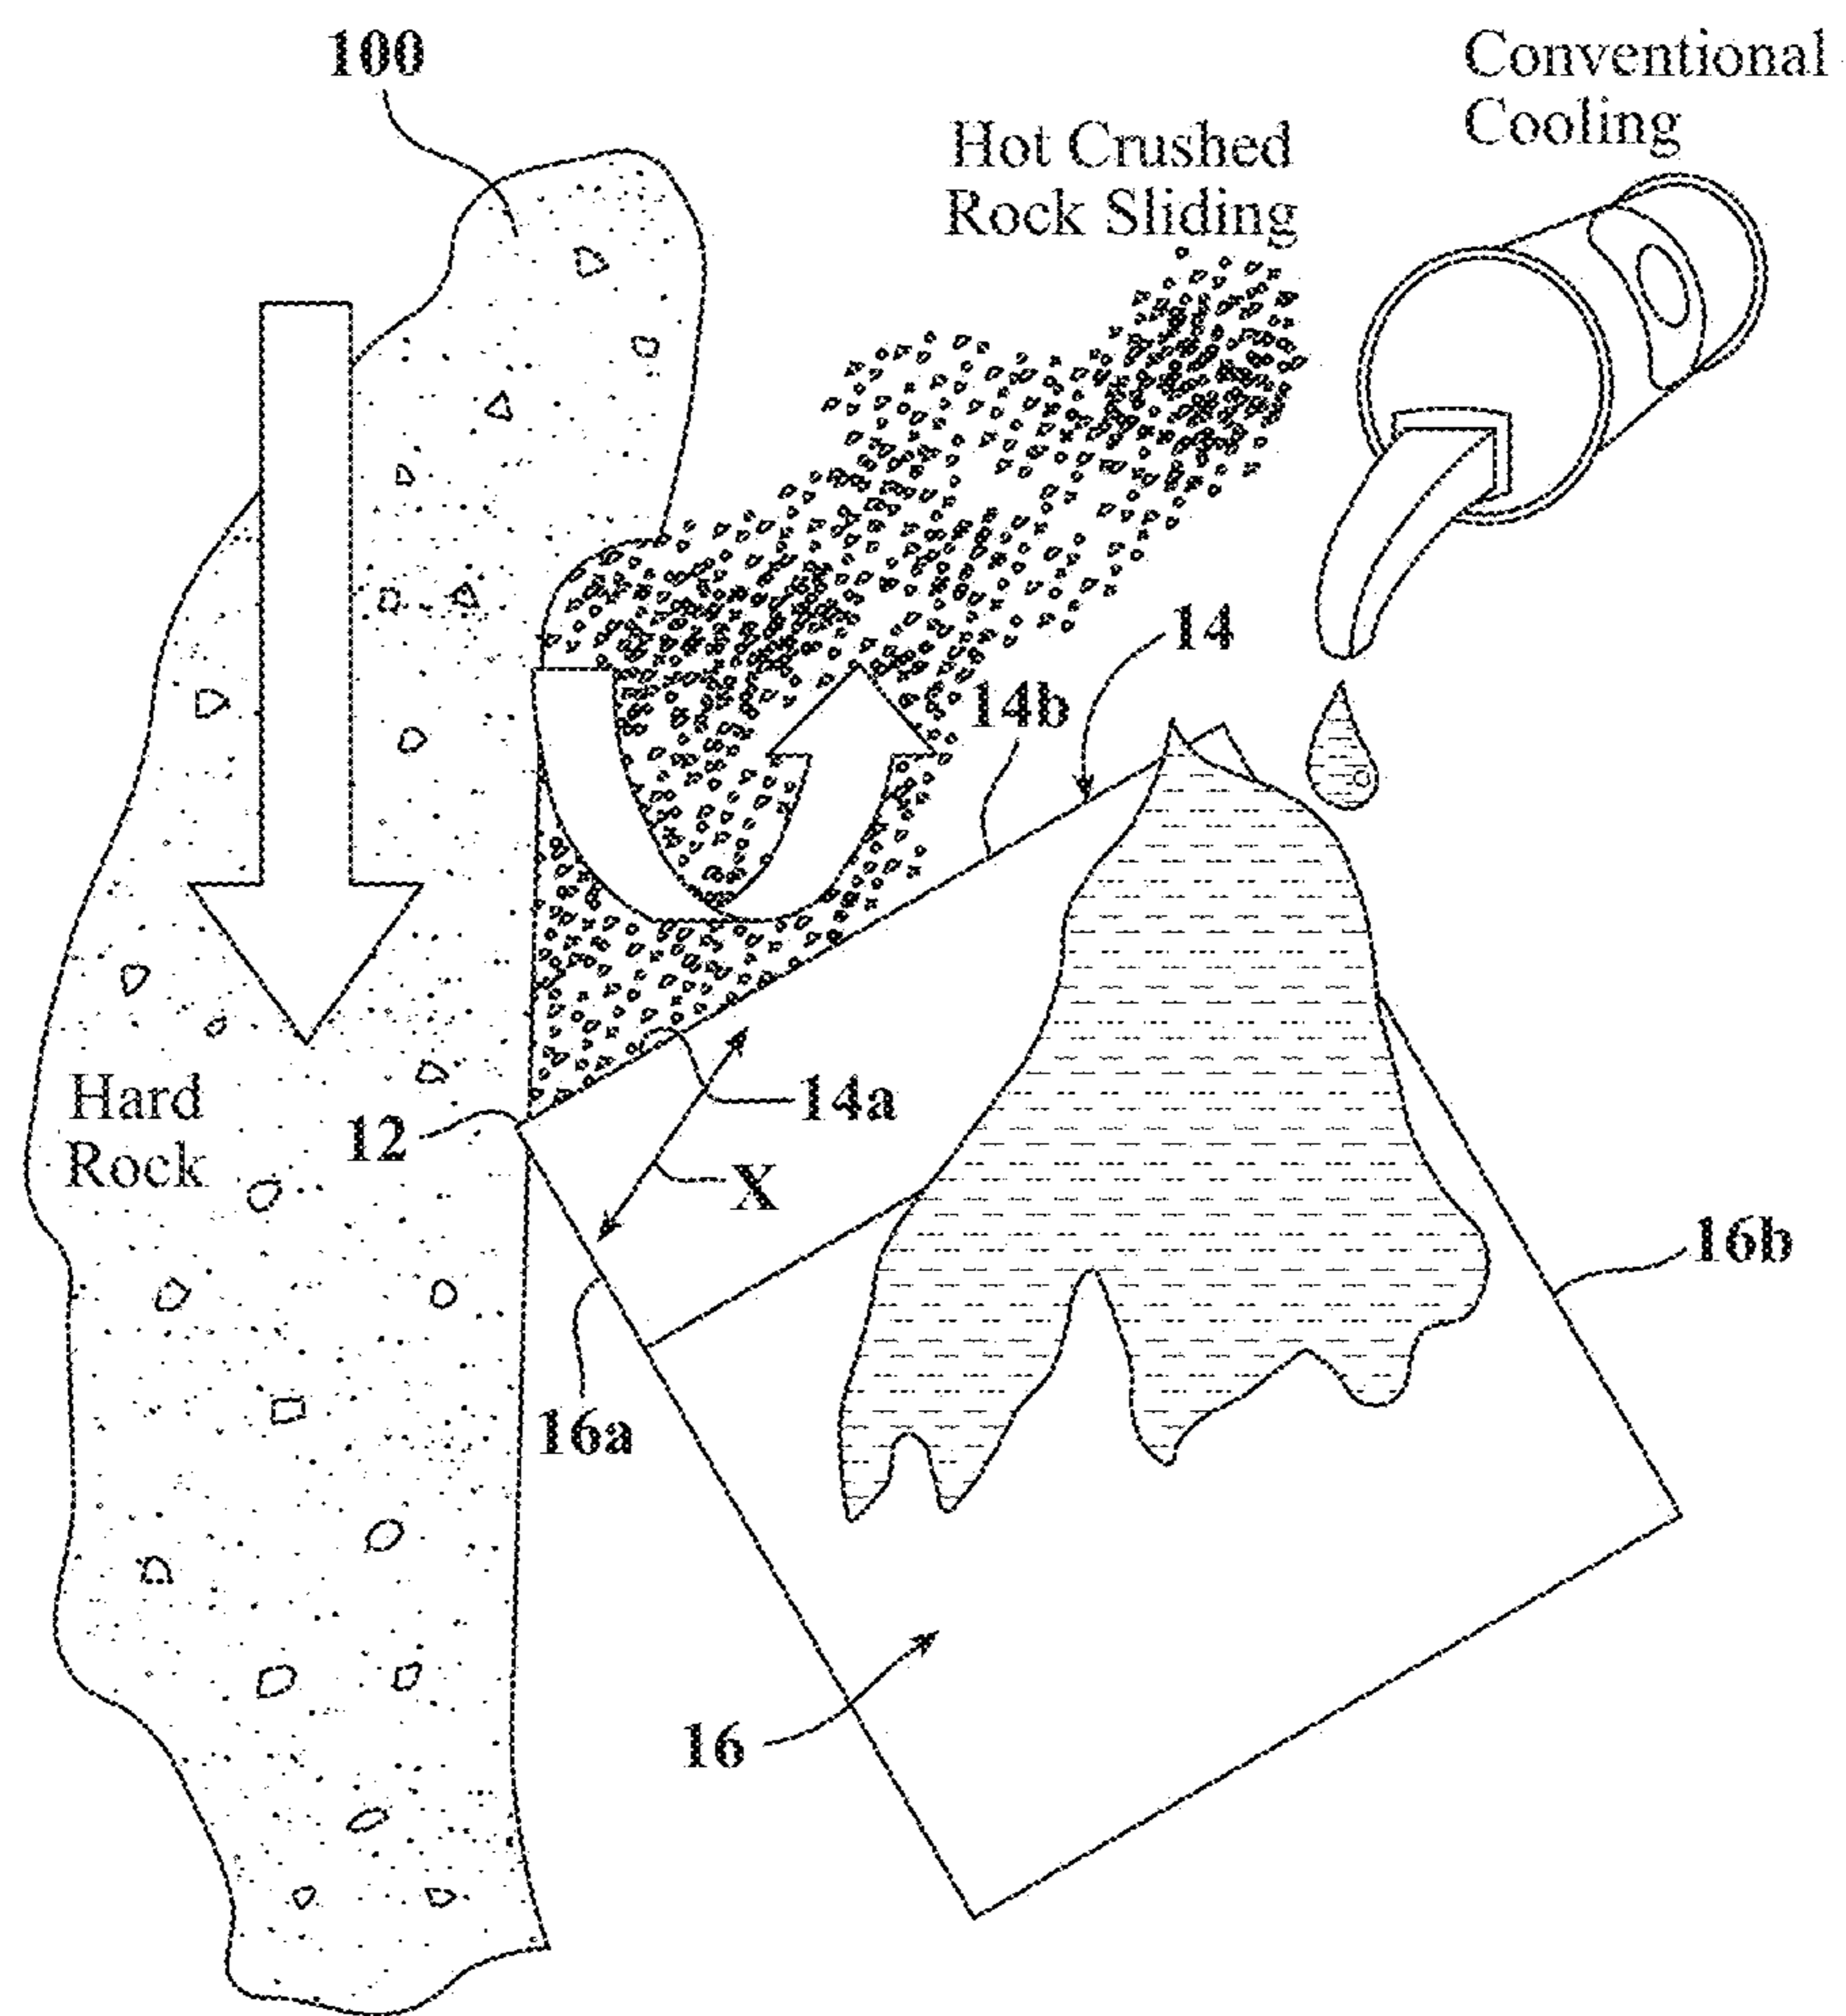 100
Conventional
Cooling
Hot Crushed
Rock Sliding
14
14b
14a
Hard
Rock
12
X
16b
16a
16